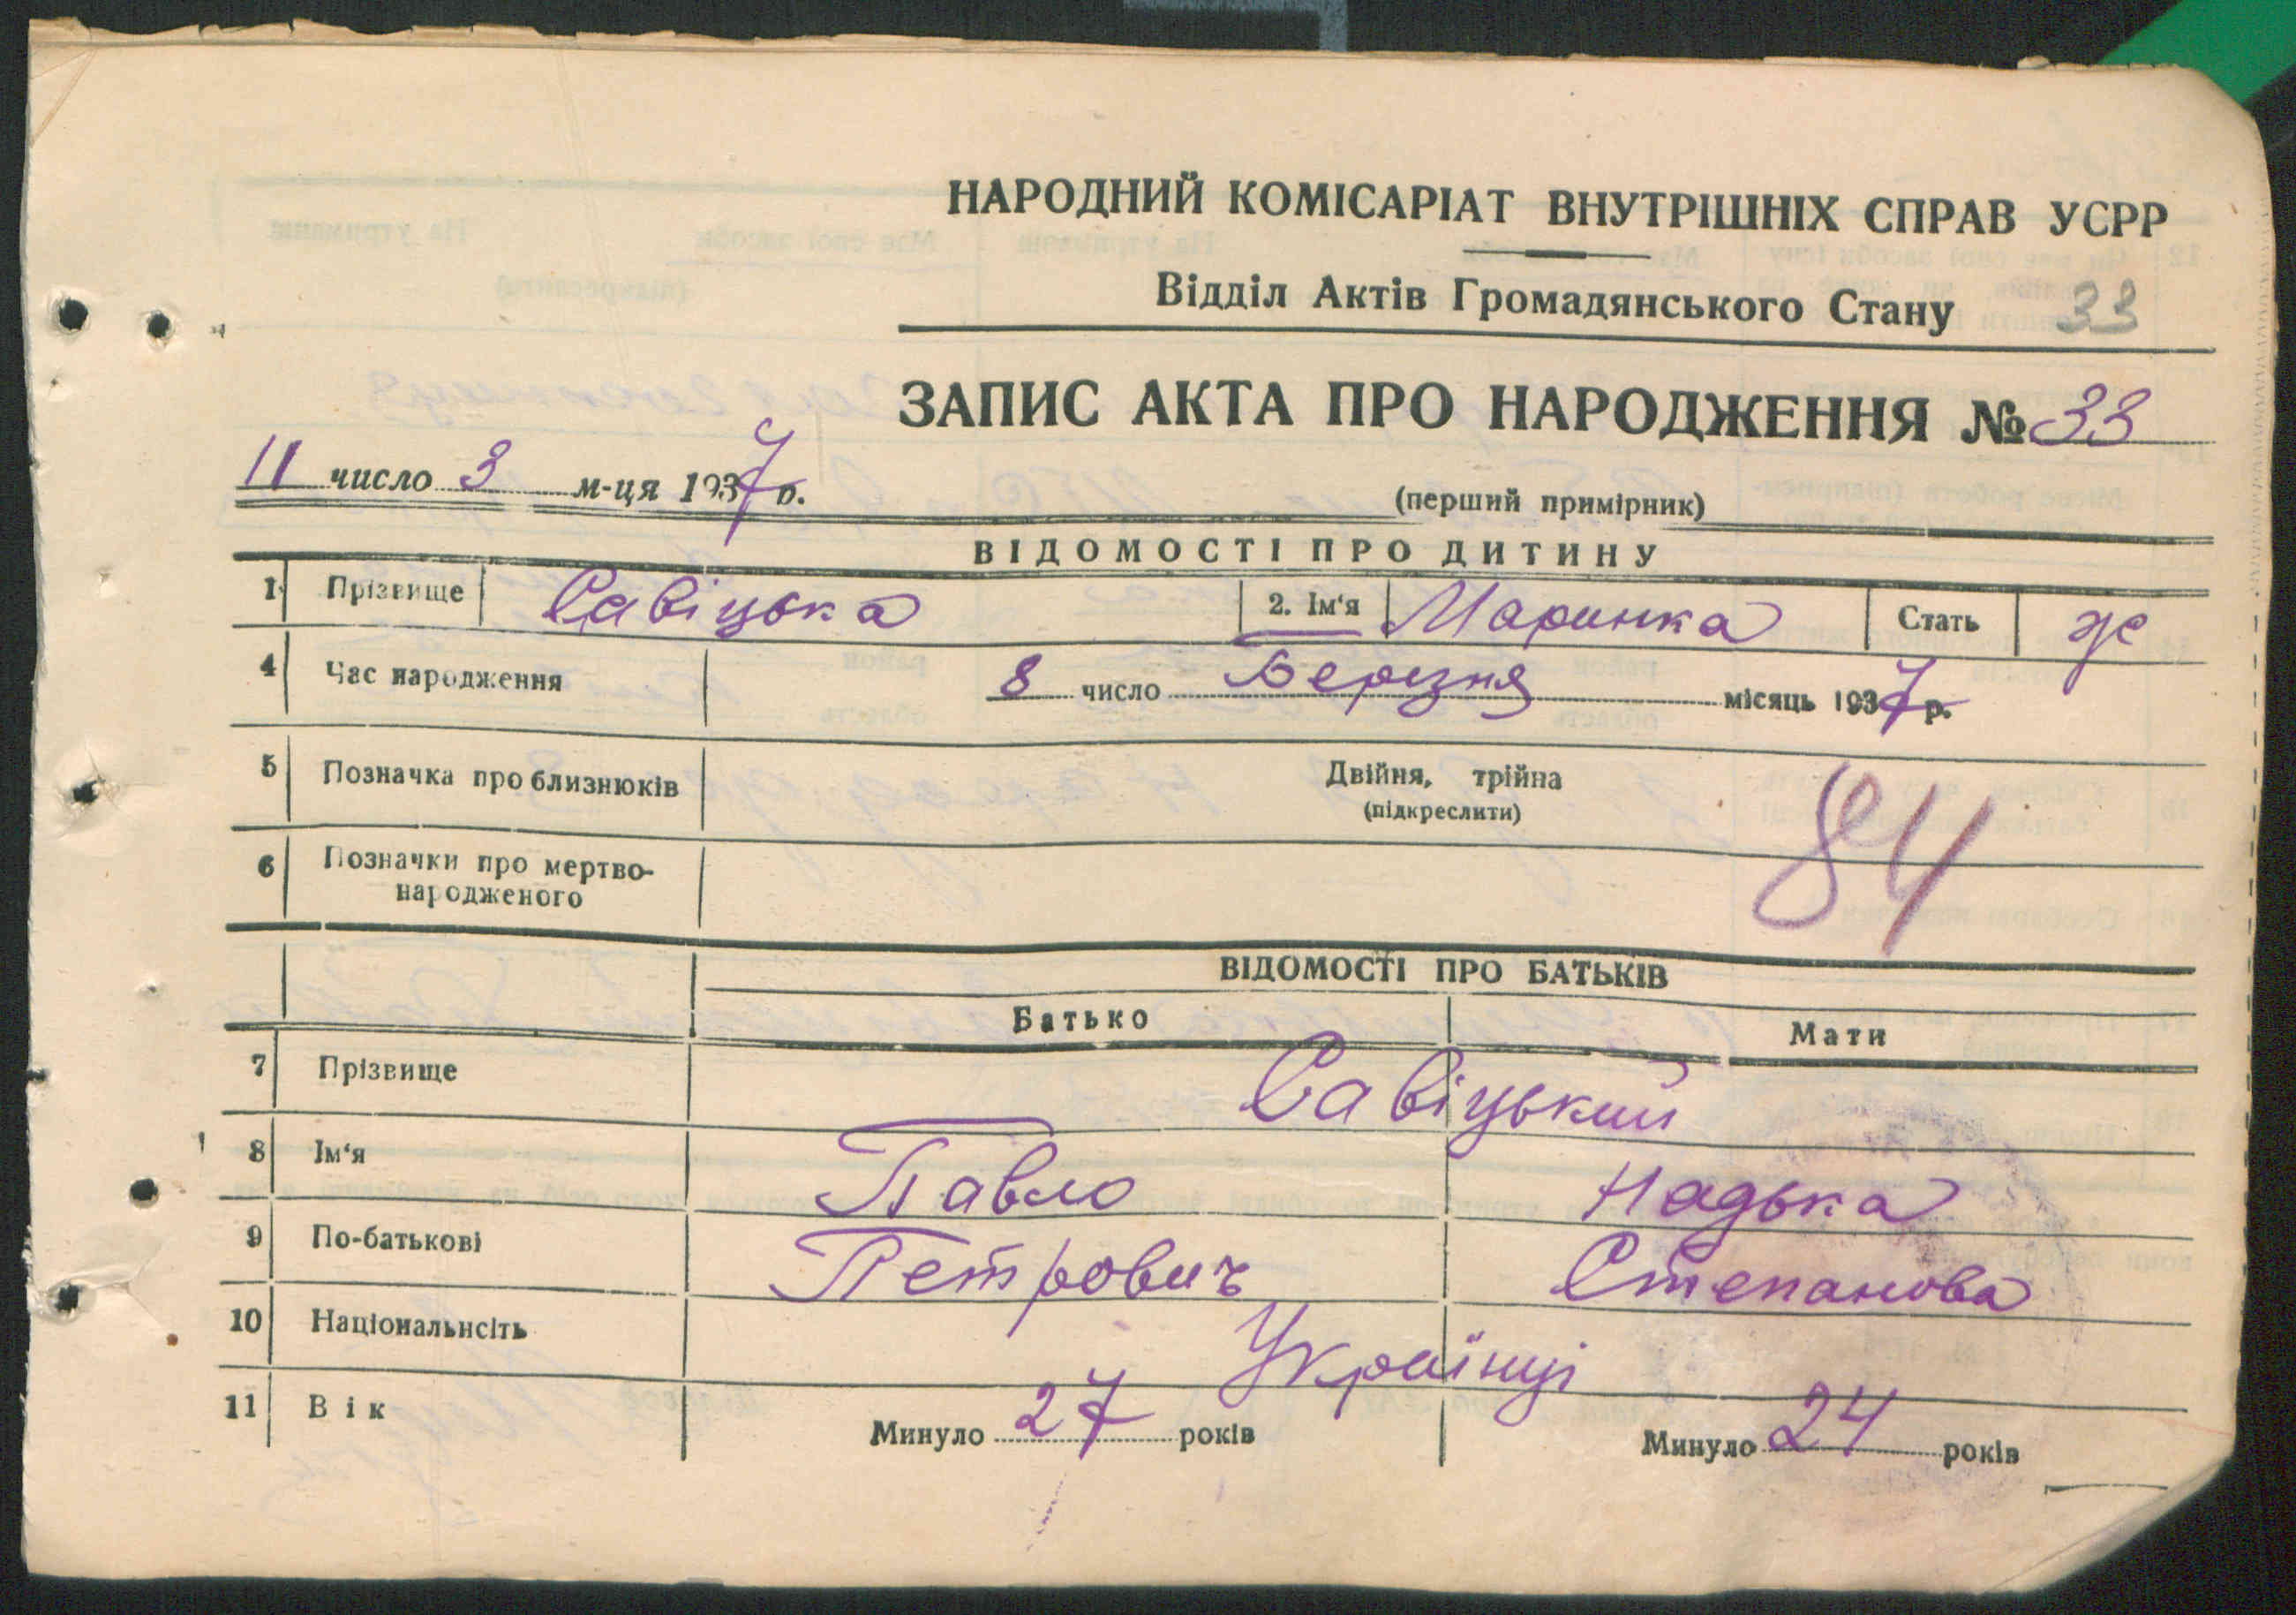 НАРОДНИЙ КОМІСАРІАТ ВНУТРІШНІХ СПРАВ УСРР
Відділ Актів Громадянського Стану 33
ЗАПИС АКТА ПРО НАРОДЖЕННЯ № 33
11 число 3 м-ця 1937 р.
(перший примірник)
ВІДОМОСТІ ПРО ДИТИНУ
1 Прізвище Савіцька 2. Ім‘я Маринка Стать ж
4 Час народження 8 число Березня місяць 1937 р.
5 Позначка про близнюків Двійня, трійна
(підкреслити)
84
6 Позначки про мертво-
народженого
ВІДОМОСТІ ПРО БАТЬКІВ
Батько Мати
7 Прізвище Савіцький
8 Ім‘я Павло Надька
9 По-батькові Петрович Степанова
10 Національнсіть Українці
11 Вік Минуло 27 років Минуло 24 років